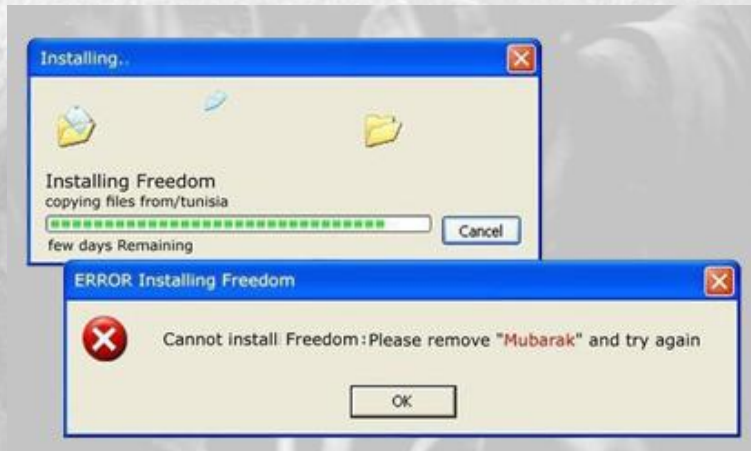 Installing..
Installing Freedom
copying files from/tunisia
Cancel
few days Remaining
ERROR Installing Freedom
Cannot install Freedom:Please remove "Mubarak" and try again
OK